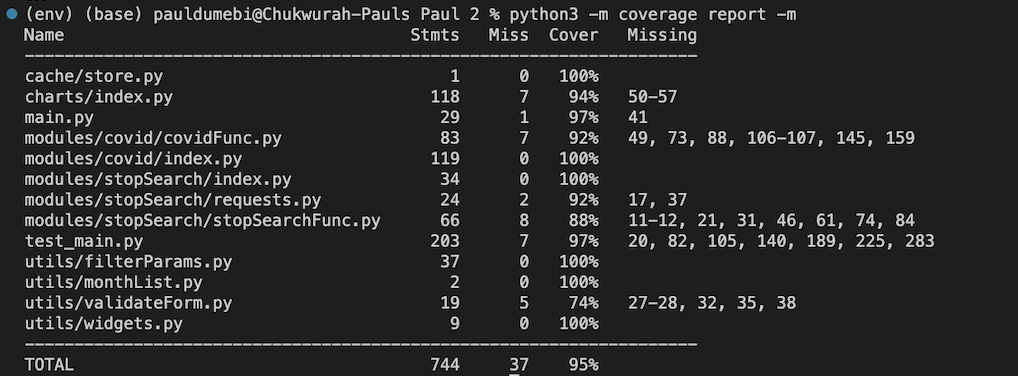 (env) (base) pauldumebi@Chukwurah-Pauls Paul 2 % python3 -m coverage report -m
Name Stmts Miss Cover Missing
----------------------------------------------------------------------
cache/store.py 1 0 100%
charts/index.py 118 7 94% 50-57
main.py 29 1 97% 41
modules/covid/covidFunc.py 83 7 92% 49, 73, 88, 106-107, 145, 159
modules/covid/index.py 119 0 100%
modules/stopSearch/index.py 34 0 100%
modules/stopSearch/requests.py 24 2 92% 17, 37
modules/stopSearch/stopSearchFunc.py 66 8 88% 11-12, 21, 31, 46, 61, 74, 84
test_main.py 203 7 97% 20, 82, 105, 140, 189, 225, 283
utils/filterParams.py 37 0 100%
utils/monthList.py 2 0 100%
utils/validateForm.py 19 5 74% 27-28, 32, 35, 38
utils/widgets.py 9 0 100%
----------------------------------------------------------------------
TOTAL 744 37 95%